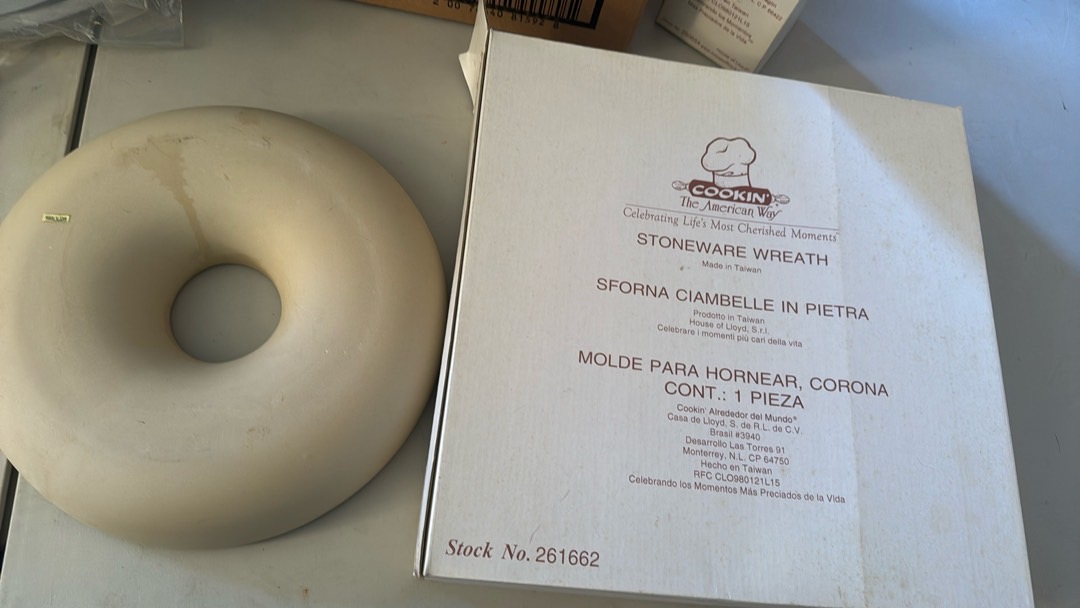 COOKIN'
The American Way
Celebrating Life's Most Cherished Moments
STONEWARE WREATH
Made in Taiwan
SFORNA CIAMBELLE IN PIETRA
Prodotto in Taiwan
House of Lloyd, S.r.l.
Celebrare i momenti più cari della vita
MOLDE PARA HORNEAR, CORONA
CONT.: 1 PIEZA
Cookin' Alrededor del Mundo®
Casa de Lloyd, S. de R.L. de C.V.
Brasil #3940
Desarrollo Las Torres 91
Monterrey, N.L. CP 64750
Hecho en Taiwan
RFC CLO980121L15
Celebrando los Momentos Más Preciados de la Vida
Stock No. 261662